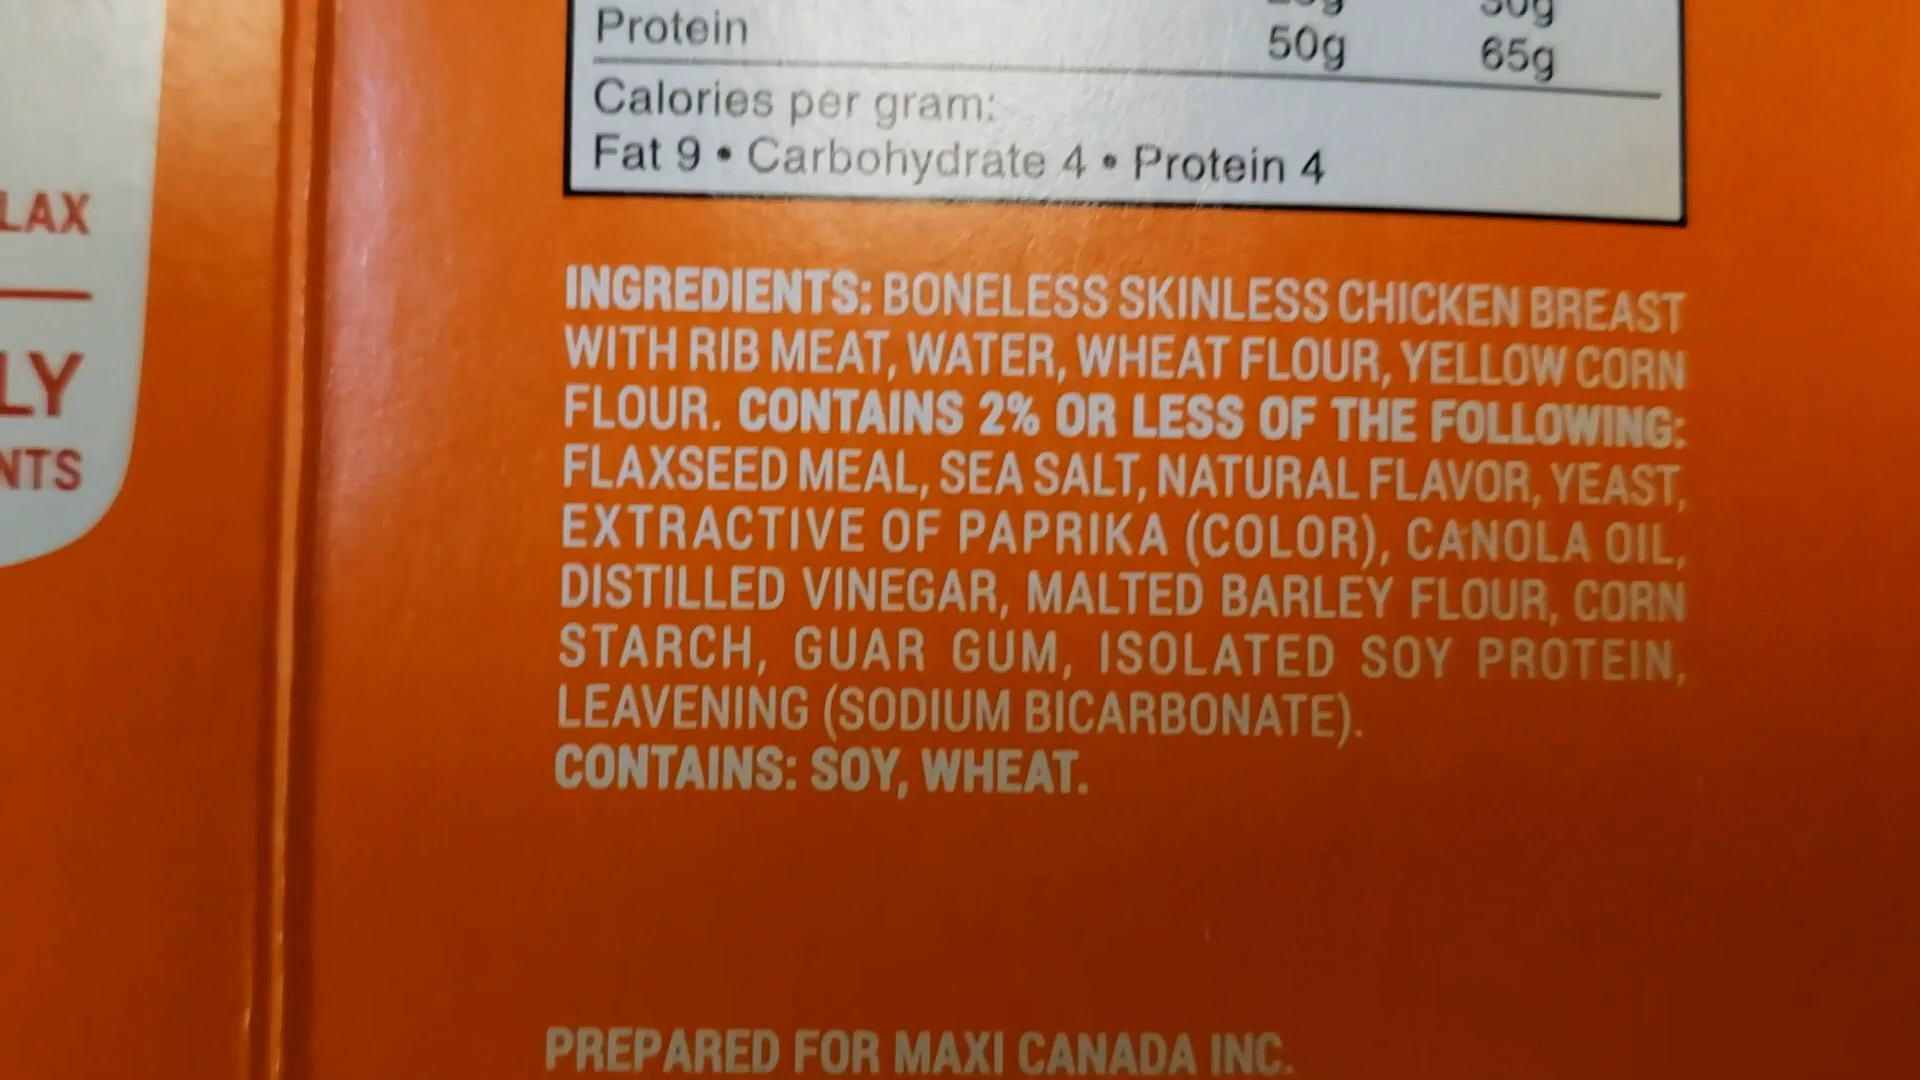 Protein 50g 65g
Calories per gram:
Fat 9 • Carbohydrate 4 • Protein 4
LAX
LY
NTS
INGREDIENTS: BONELESS SKINLESS CHICKEN BREAST
WITH RIB MEAT, WATER, WHEAT FLOUR, YELLOW CORN
FLOUR. CONTAINS 2% OR LESS OF THE FOLLOWING:
FLAXSEED MEAL, SEA SALT, NATURAL FLAVOR, YEAST,
EXTRACTIVE OF PAPRIKA (COLOR), CANOLA OIL,
DISTILLED VINEGAR, MALTED BARLEY FLOUR, CORN
STARCH, GUAR GUM, ISOLATED SOY PROTEIN,
LEAVENING (SODIUM BICARBONATE).
CONTAINS: SOY, WHEAT.
PREPARED FOR MAXI CANADA INC.